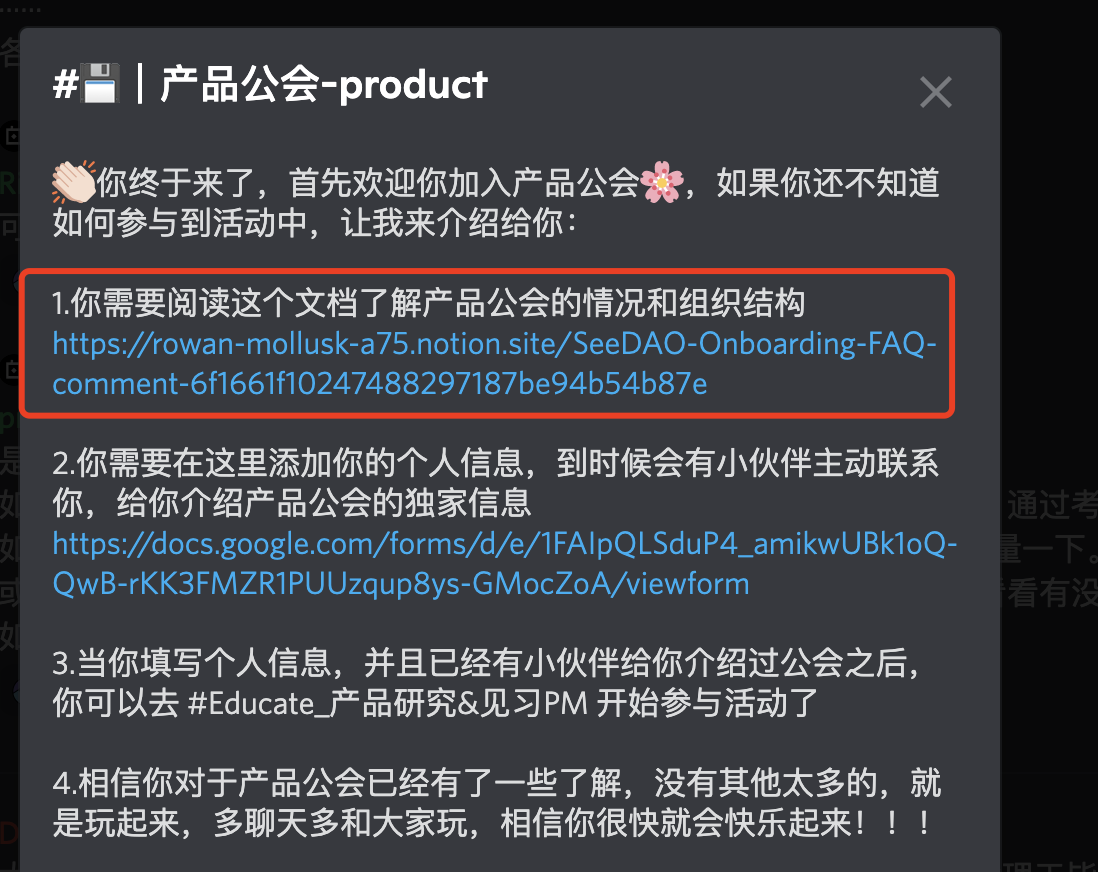 #💾｜产品公会-product
👏🏻你终于来了，首先欢迎你加入产品公会🌸，如果你还不知道
如何参与到活动中，让我来介绍给你：
1.你需要阅读这个文档了解产品公会的情况和组织结构
https://rowan-mollusk-a75.notion.site/SeeDAO-Onboarding-FAQ-
comment-6f1661f10247488297187be94b54b87e
2.你需要在这里添加你的个人信息，到时候会有小伙伴主动联系
你，给你介绍产品公会的独家信息
https://docs.google.com/forms/d/e/1FAIpQLSduP4_amikwUBk1oQ-
QwB-rKK3FMZR1PUUzqup8ys-GMocZoA/viewform
3.当你填写个人信息，并且已经有小伙伴给你介绍过公会之后，
你可以去 #Educate_产品研究&见习PM 开始参与活动了
4.相信你对于产品公会已经有了一些了解，没有其他太多的，就
是玩起来，多聊天多和大家玩，相信你很快就会快乐起来！！！
通过考
量一下。
看看有没